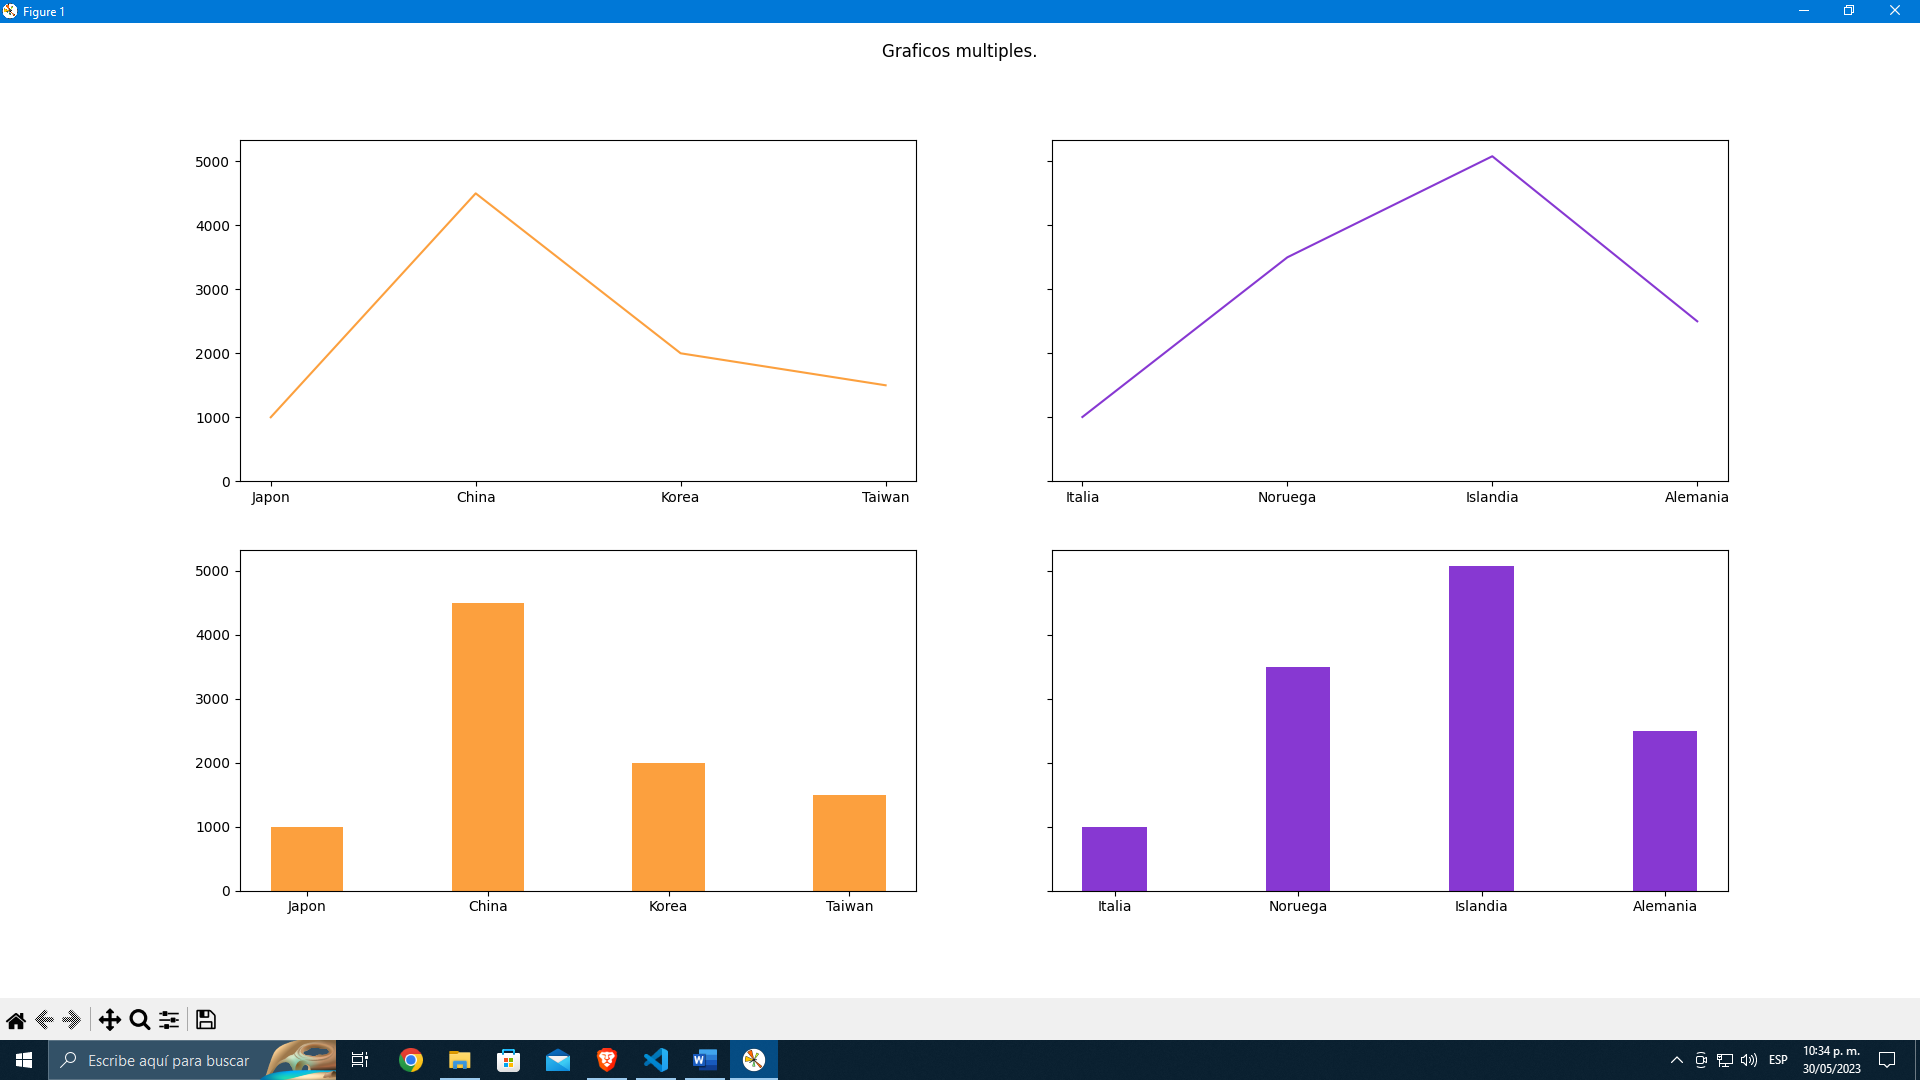 Figure 1
Graficos multiples.
5000
4000
3000
2000
1000
0
Japon China Korea Taiwan
Italia Noruega Islandia Alemania
5000
4000
3000
2000
1000
0
Japon China Korea Taiwan
Italia Noruega Islandia Alemania
Escribe aquí para buscar
W
ESP
10:34 p. m.
30/05/2023